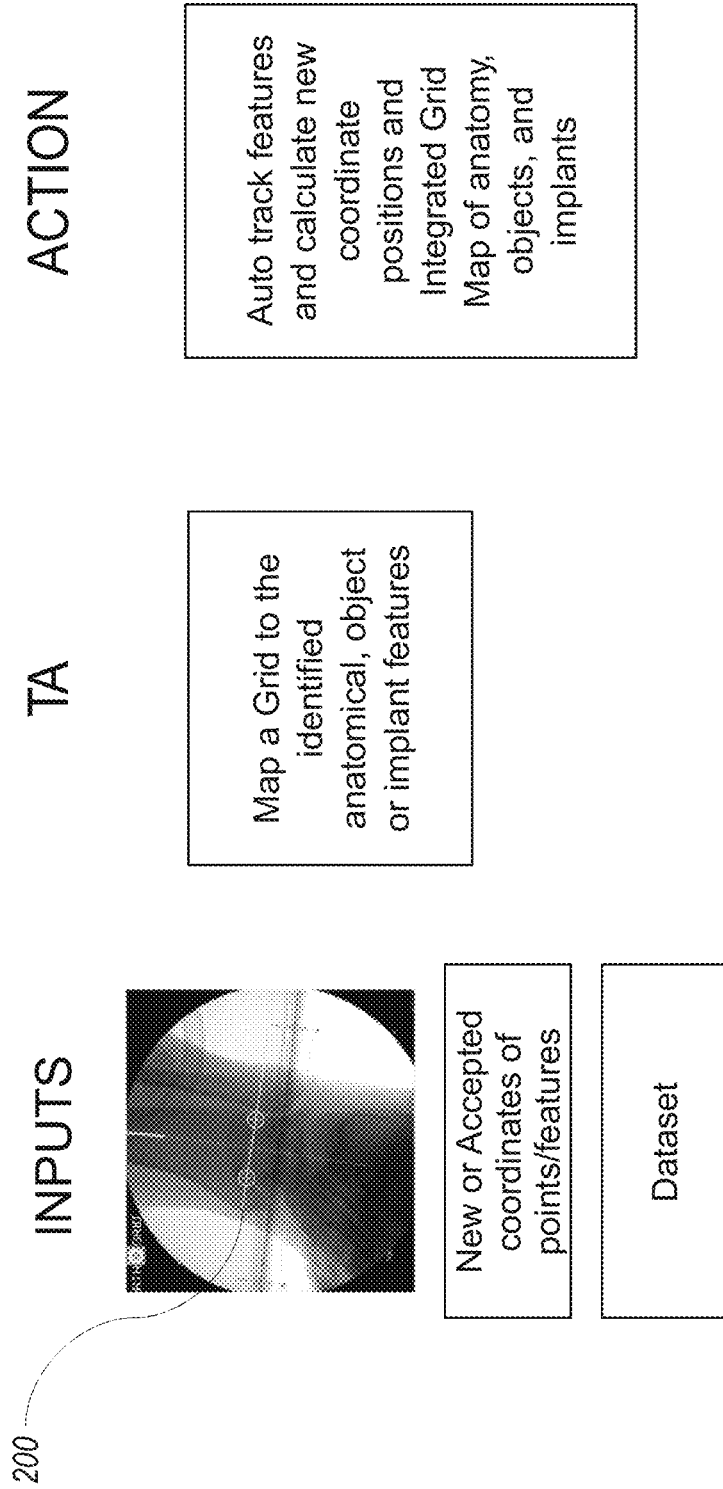 INPUTS
TA
ACTION
200
New or Accepted
coordinates of
points/features
Dataset
Map a Grid to the
identified
anatomical, object
or implant features
Auto track features
and calculate new
coordinate
positions and
Integrated Grid
Map of anatomy,
objects, and
implants